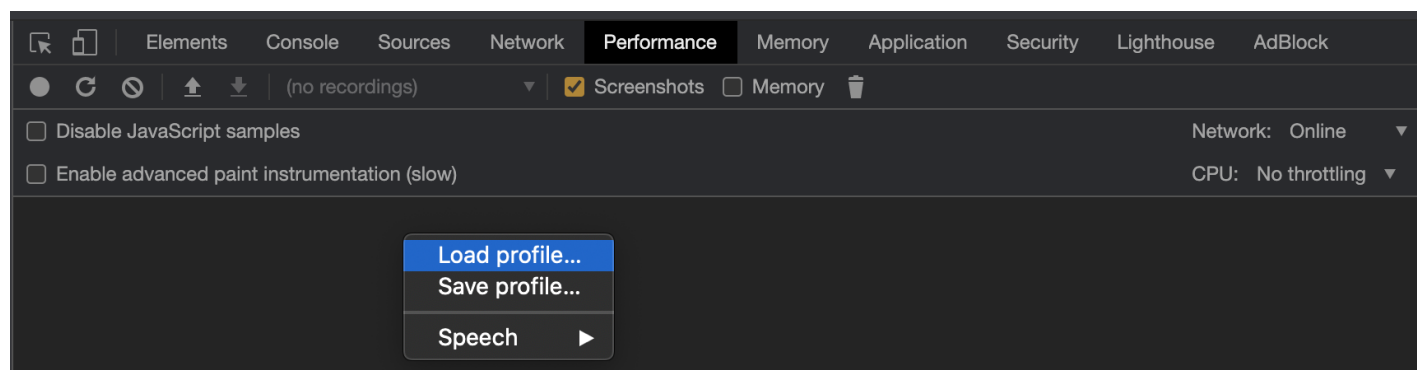 Elements Console Sources Network Performance Memory Application Security Lighthouse AdBlock
(no recordings) Screenshots Memory
Disable JavaScript samples Network: Online
Enable advanced paint instrumentation (slow) CPU: No throttling
Load profile...
Save profile...
Speech